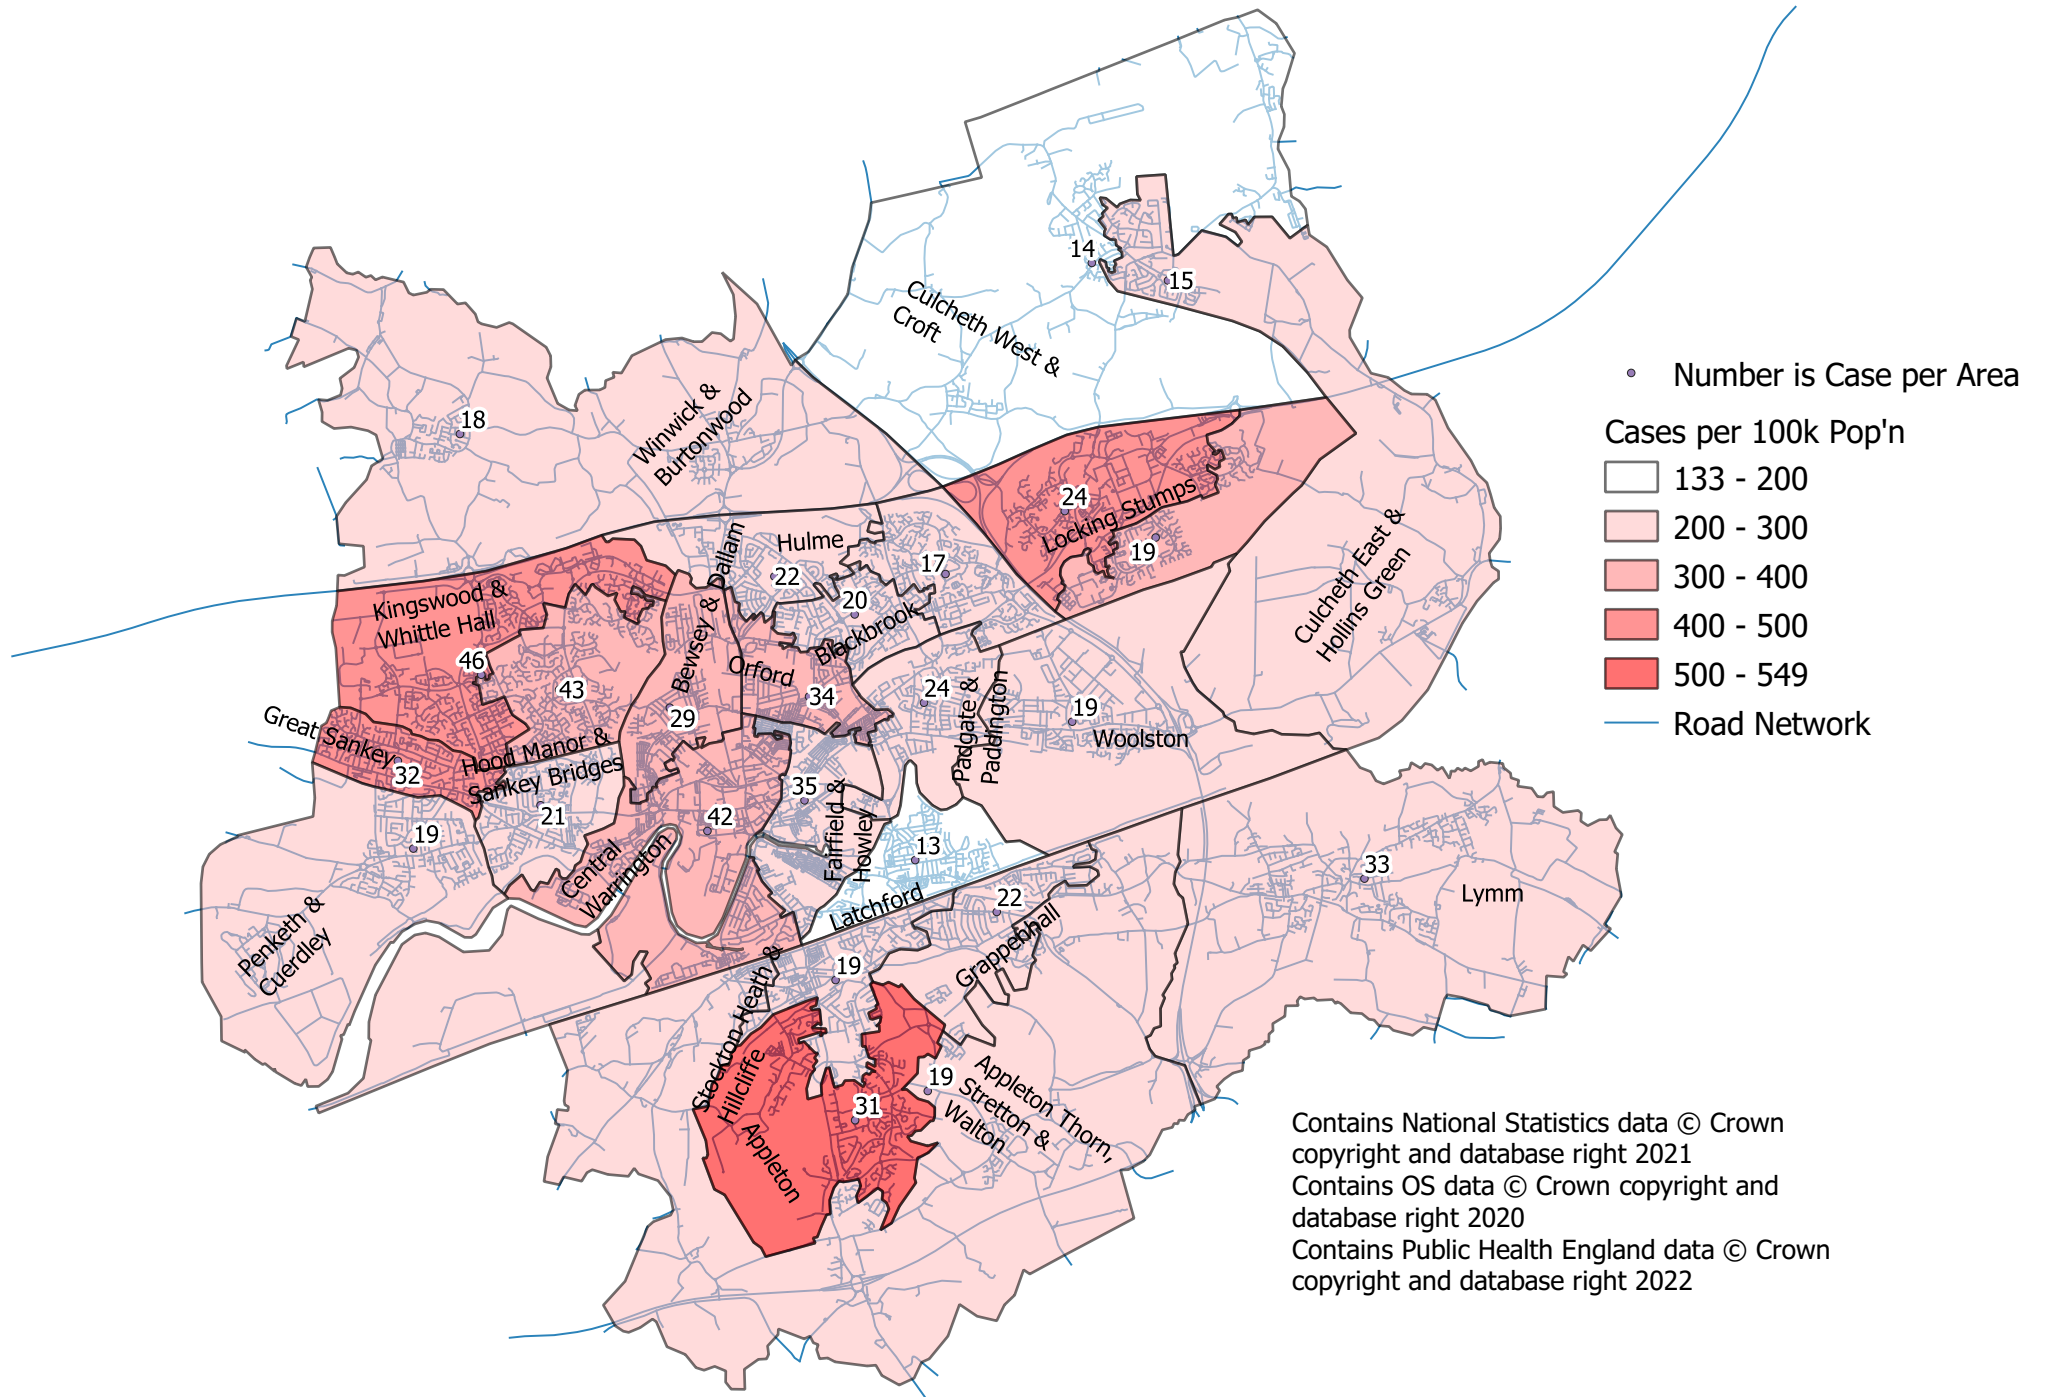 14
15
Culcheth West &
Croft
18
Winwick &
Burtonwood
Number is Case per Area
Cases per 100k Pop'n
133 - 200
200 - 300
300 - 400
400 - 500
500 - 549
Road Network
24
Locking Stumps
19
Culcheth East &
Hollins Green
Hulme
22
17
20
Blackbrook
Bewsey & Dallam
Kingswood &
Whittle Hall
46
43
Orford
34
29
24
Padgate &
Paddington
19
Woolston
Great Sankey
32
Hood Manor &
Sankey Bridges
21
19
42
35
Fairfield &
Howley
13
Latchford
Central
Warrington
33
Lymm
22
Grappenhall
Penketh &
Cuerdley
19
Stockton Heath &
Hillcliffe
31
Appleton
19
Appleton Thorn,
Stretton &
Walton
Contains National Statistics data © Crown
copyright and database right 2021
Contains OS data © Crown copyright and
database right 2020
Contains Public Health England data © Crown
copyright and database right 2022